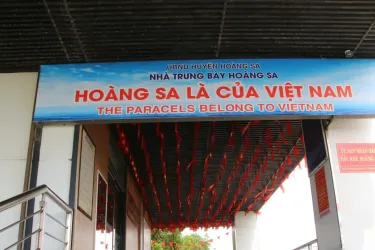 UBND HUYỆN HOÀNG SA
NHÀ TRƯNG BÀY HOÀNG SA
HOÀNG SA LÀ CỦA VIỆT NAM
THE PARACELS BELONG TO VIETNAM